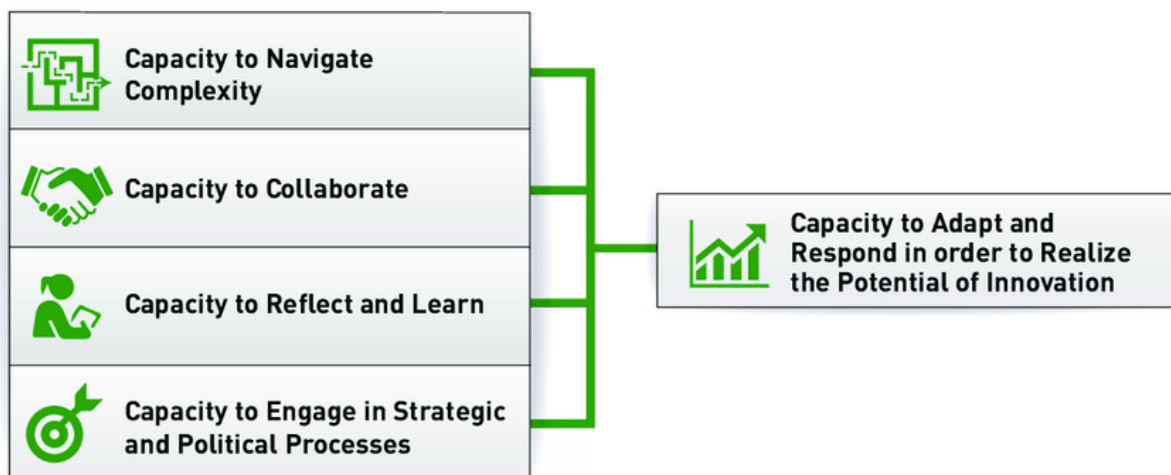 Capacity to Navigate
Complexity
Capacity to Collaborate
Capacity to Reflect and Learn
Capacity to Engage in Strategic
and Political Processes
Capacity to Adapt and
Respond in order to Realize
the Potential of Innovation